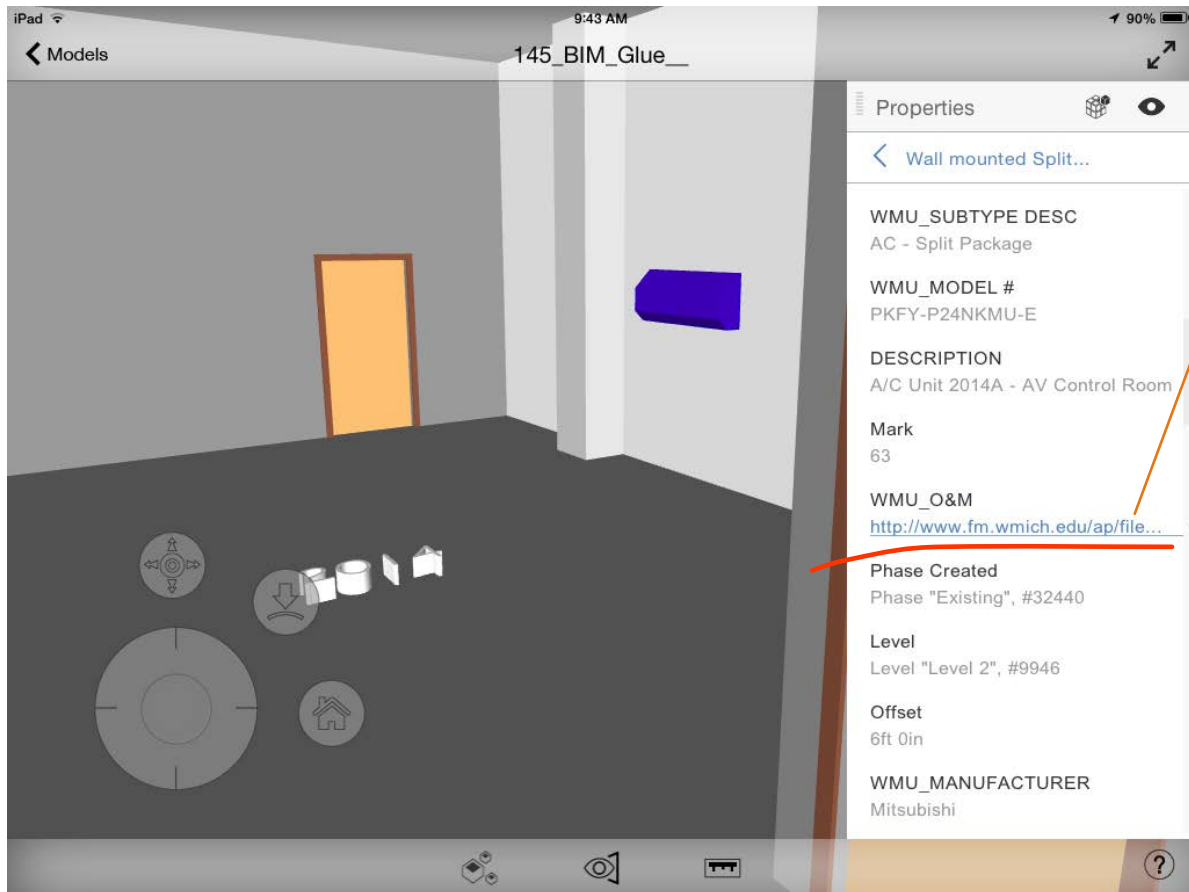 iPad 9:43 AM 90%
Models 145_BIM_Glue__
Properties
Wall mounted Split...
WMU_SUBTYPE DESC
AC - Split Package
WMU_MODEL #
PKFY-P24NKMU-E
DESCRIPTION
A/C Unit 2014A - AV Control Room
Mark
63
WMU_O&M
http://www.fm.wmich.edu/ap/file...
Phase Created
Phase "Existing", #32440
Level
Level "Level 2", #9946
Offset
6ft 0in
WMU_MANUFACTURER
Mitsubishi
?